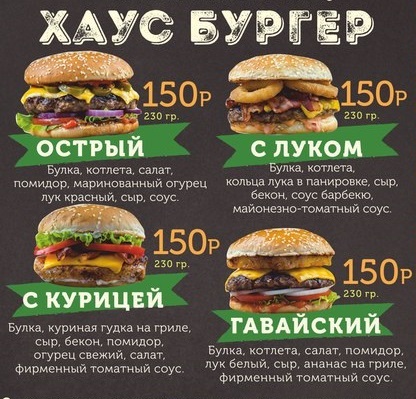 ХАУС БУРГЕР
150Р
230 гр.
ОСТРЫЙ
Булка, котлета, салат,
помидор, маринованный огурец
лук красный, сыр, соус.
150Р
230 гр.
С ЛУКОМ
Булка, котлета,
кольца лука в панировке, сыр,
бекон, соус барбекю,
майонезно-томатный соус.
150Р
230 гр.
С КУРИЦЕЙ
Булка, куриная гудка на гриле,
сыр, бекон, помидор,
огурец свежий, салат,
фирменный томатный соус.
150Р
230 гр.
ГАВАЙСКИЙ
Булка, котлета, салат, помидор,
лук белый, сыр, ананас на гриле,
фирменный томатный соус.